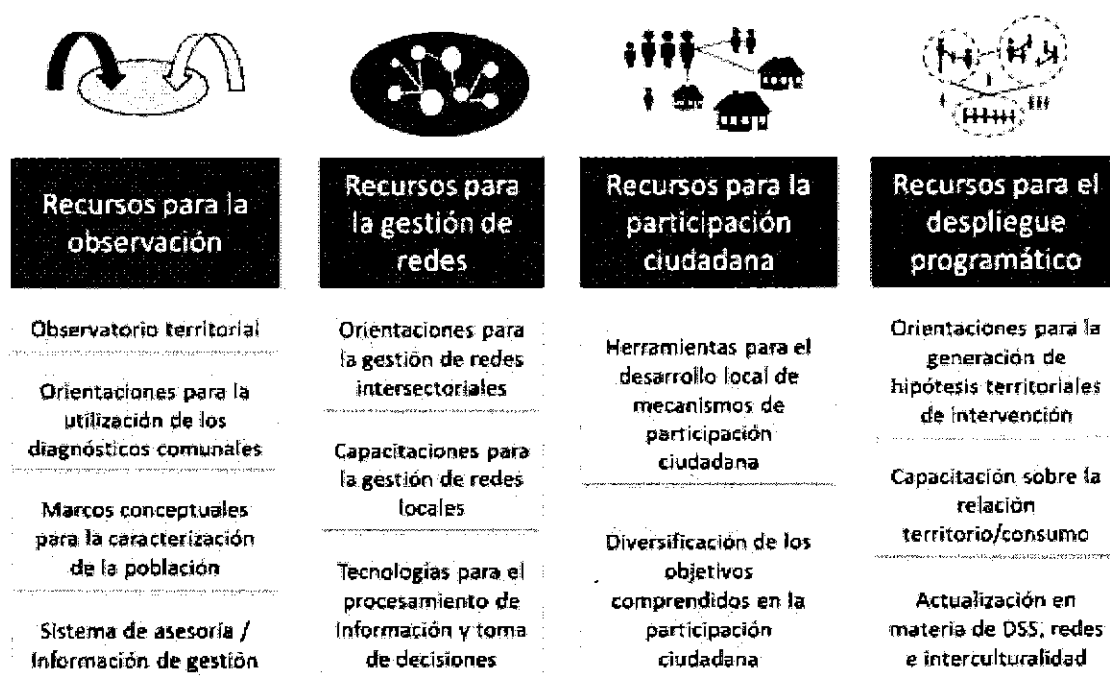 Recursos para la
observación
Observatorio territorial
Orientaciones para la
utilización de los
diagnósticos comunales
Marcos conceptuales
para la caracterización
de la población
Sistema de asesoría /
Información de gestión
Recursos para
la gestión de
redes
Orientaciones para
la gestión de redes
intersectoriales
Capacitaciones para
la gestión de redes
locales
Tecnologías para el
procesamiento de
Información y toma
de decisiones
Recursos para la
participación
ciudadana
Herramientas para el
desarrollo local de
mecanismos de
participación
ciudadana
Diversificación de los
objetivos
comprendidos en la
participación
ciudadana
Recursos para el
despliegue
programático
Orientaciones para la
generación de
hipótesis territoriales
de intervención
Capacitación sobre la
relación
territorio/consumo
Actualización en
materia de DSS, redes
e interculturalidad